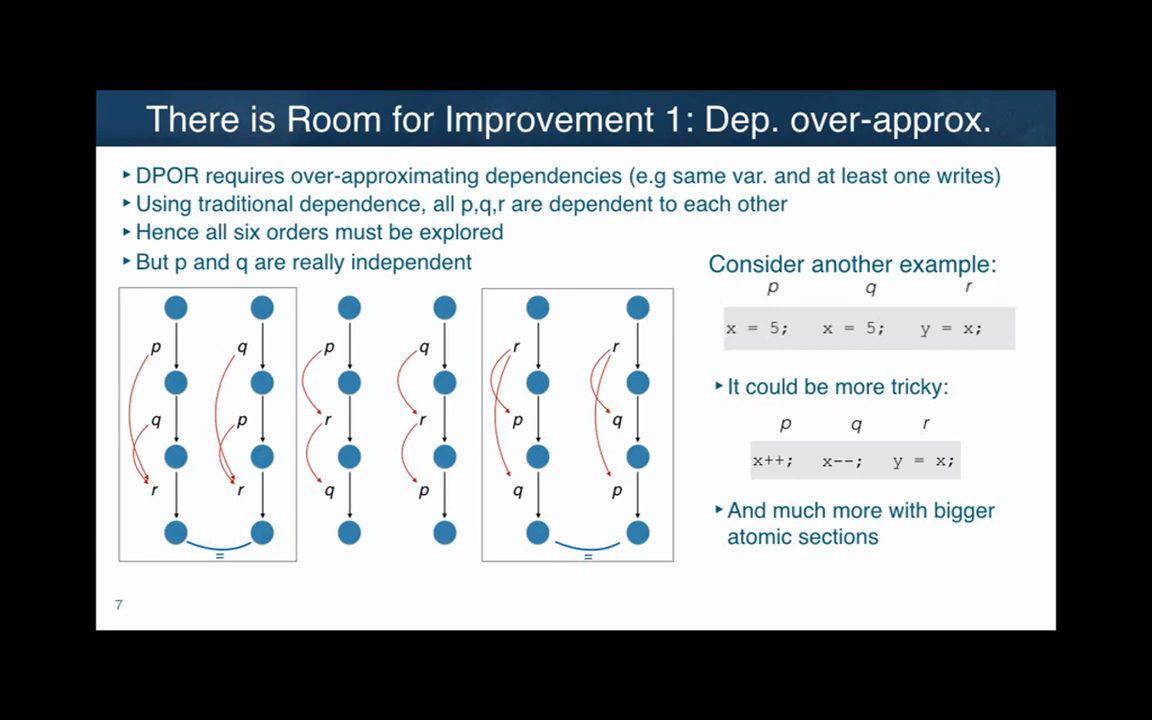 There is Room for Improvement 1: Dep. over-approx.
‣ DPOR requires over-approximating dependencies (e.g same var. and at least one writes)
‣ Using traditional dependence, all p,q,r are dependent to each other
‣ Hence all six orders must be explored
‣ But p and q are really independent
Consider another example:
p q r
x = 5; x = 5; y = x;
‣ It could be more tricky:
p q r
x++; x--; y = x;
‣ And much more with bigger
atomic sections
p q p q r r
q p r r p q
r r q p q p
= =
7